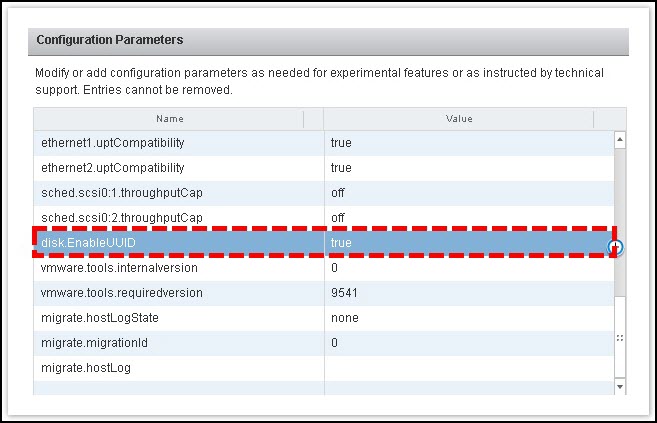 Configuration Parameters
Modify or add configuration parameters as needed for experimental features or as instructed by technical
support. Entries cannot be removed.
Name Value
ethernet1.uptCompatibility true
ethernet2.uptCompatibility true
sched.scsi0:1.throughputCap off
sched.scsi0:2.throughputCap off
disk.EnableUUID true
vmware.tools.internalversion 0
vmware.tools.requiredversion 9541
migrate.hostLogState none
migrate.migrationId 0
migrate.hostLog